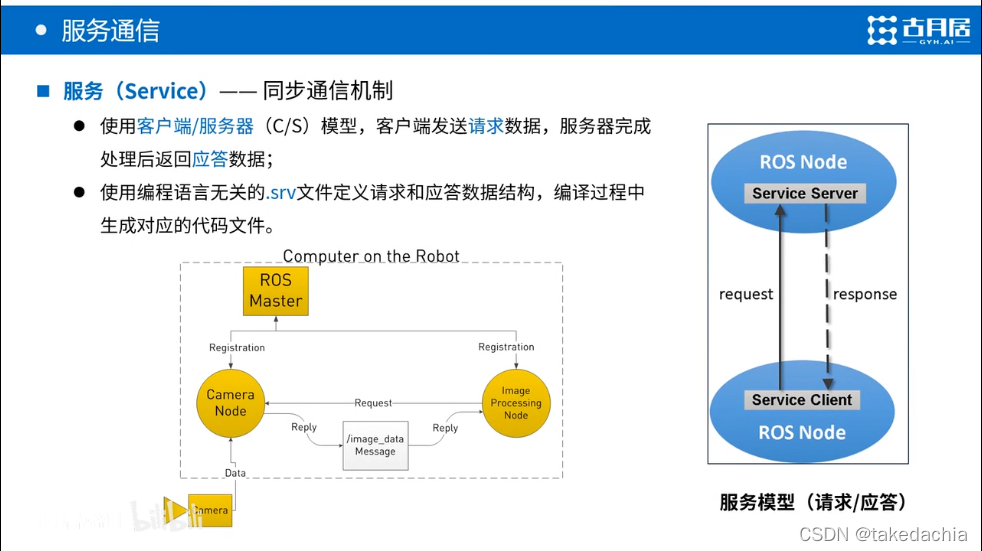 服务通信
古月居
GYH.AI
服务（Service）—— 同步通信机制
使用客户端/服务器（C/S）模型，客户端发送请求数据，服务器完成
处理后返回应答数据；
使用编程语言无关的.srv文件定义请求和应答数据结构，编译过程中
生成对应的代码文件。
Computer on the Robot
ROS
Master
Registration
Registration
Camera
Node
Request
Image
Processing
Node
Reply
/image_data
Message
Reply
Data
Camera
bilibili
ROS Node
Service Server
request
response
Service Client
ROS Node
服务模型（请求/应答）
CSDN @takedachia